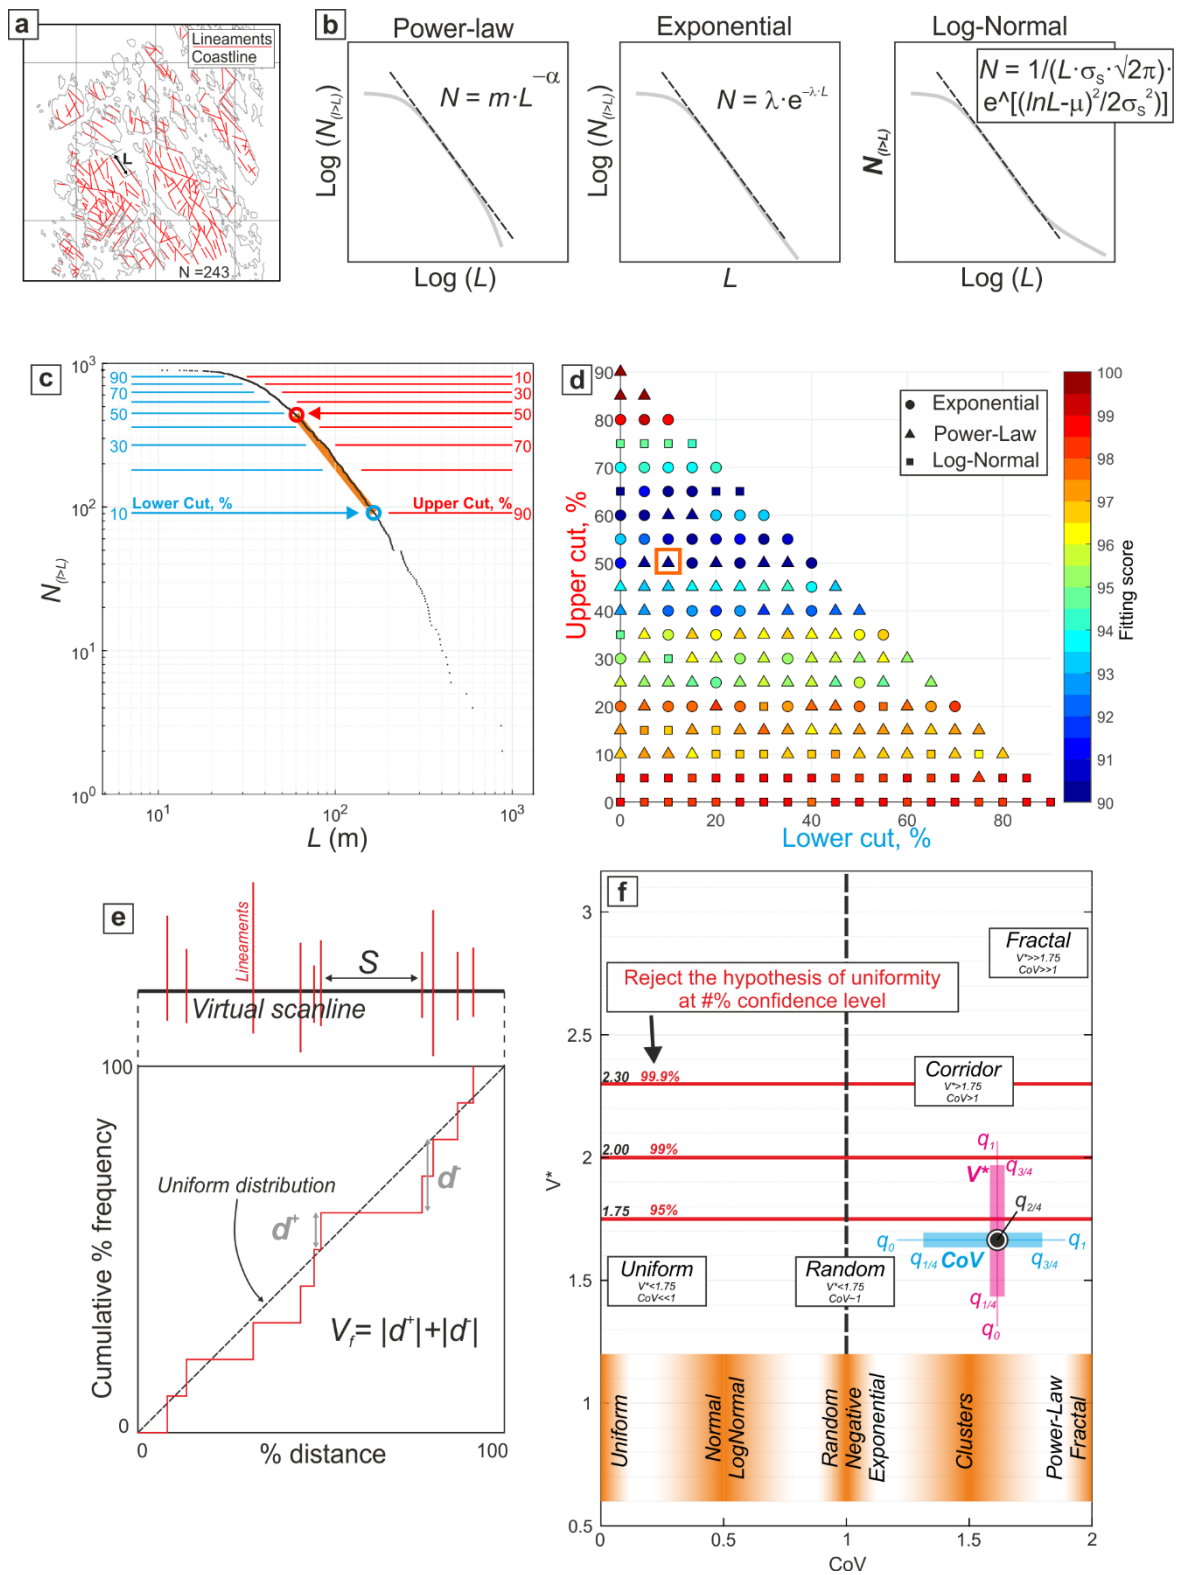 a
Lineaments
Coastline
L
N =243
b
Power-law
Exponential
Log-Normal
N = m·L^–α
N = λ·e^-λ·L
N = 1/(L·σs·√2π)·
e^[(lnL-μ)²/2σs²)]
Log (N(l>L))
Log (L)
Log (N(l>L))
L
N(l>L)
Log (L)
c
10³
90
70
50
30
Lower Cut, %
10
10
30
50
70
Upper Cut, %
90
10²
10¹
10⁰
N(l>L)
10¹
10²
10³
L (m)
d
Exponential
Power-Law
Log-Normal
90
80
70
60
50
40
30
20
10
0
Upper cut, %
0
20
40
60
80
Lower cut, %
100
99
98
97
96
95
94
93
92
91
90
Fitting score
e
Lineaments
S
Virtual scanline
100
Uniform distribution
d+
d-
Vf= |d+|+|d-|
Cumulative % frequency
0
0
100
% distance
f
Fractal
V*>>1.75
CoV>>1
Reject the hypothesis of uniformity
at #% confidence level
2.30 99.9%
Corridor
V*>1.75
CoV>1
2.00 99%
1.75 95%
q1
V*
q3/4
q2/4
q0
q1
q1/4
CoV
q3/4
q1/4
q0
Uniform
V*<1.75
CoV<<1
Random
V*<1.75
CoV~1
Uniform
Normal
LogNormal
Random
Negative
Exponential
Clusters
Power-Law
Fractal
3
2.5
2
1.5
1
0.5
V*
0
0.5
1
1.5
2
CoV